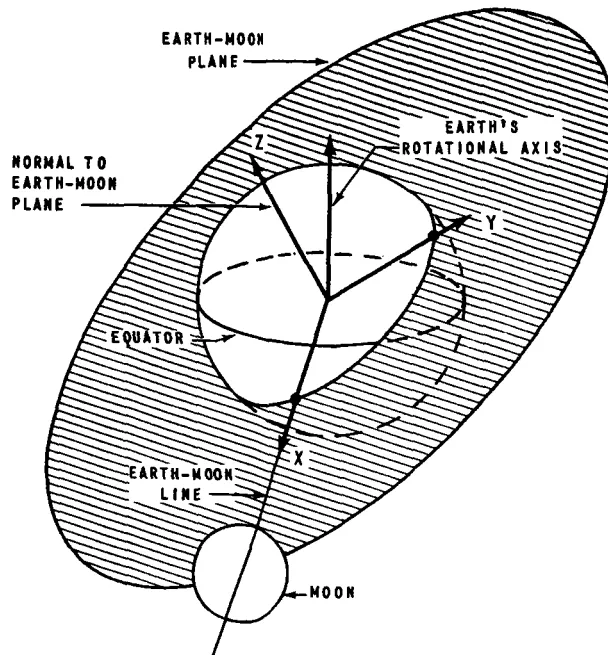 EARTH-MOON
PLANE
EARTH'S
ROTATIONAL AXIS
Z
NORMAL TO
EARTH-MOON
PLANE
Y
EQUATOR
X
EARTH-MOON
LINE
MOON